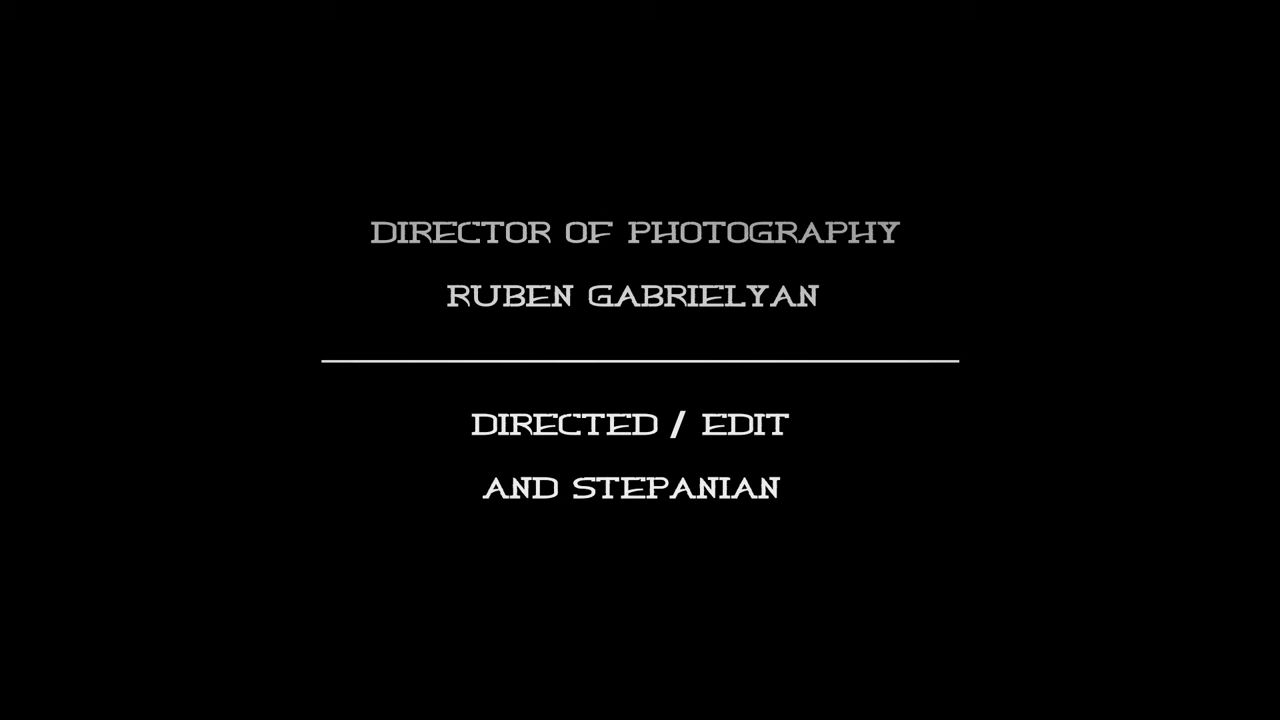 DIRECTOR OF PHOTOGRAPHY
RUBEN GABRIELYAN
DIRECTED / EDIT
AND STEPANIAN